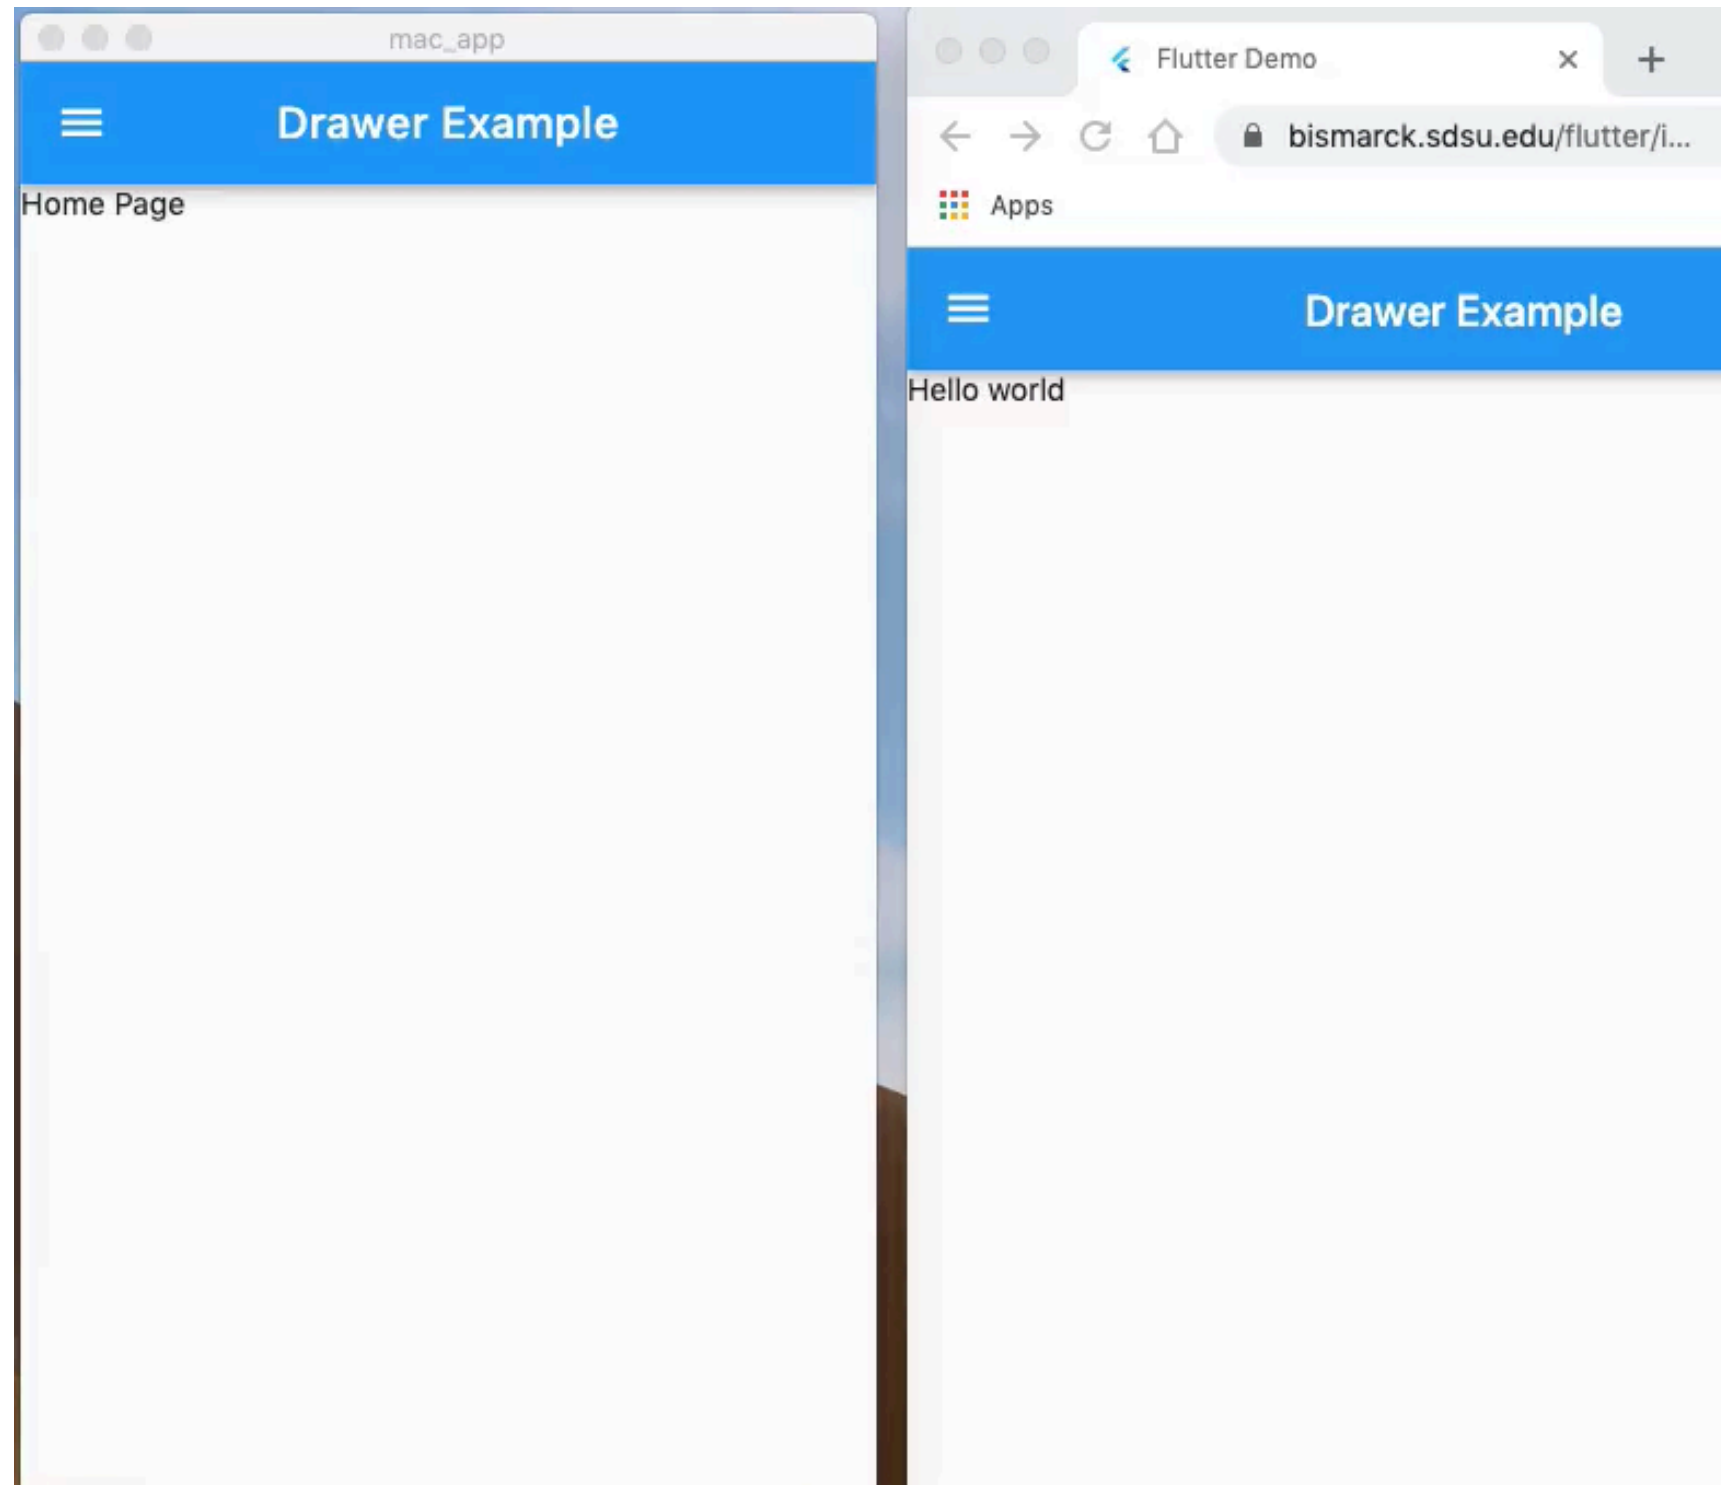 mac_app
Drawer Example
Home Page
Flutter Demo
bismarck.sdsu.edu/flutter/i...
Apps
Drawer Example
Hello world